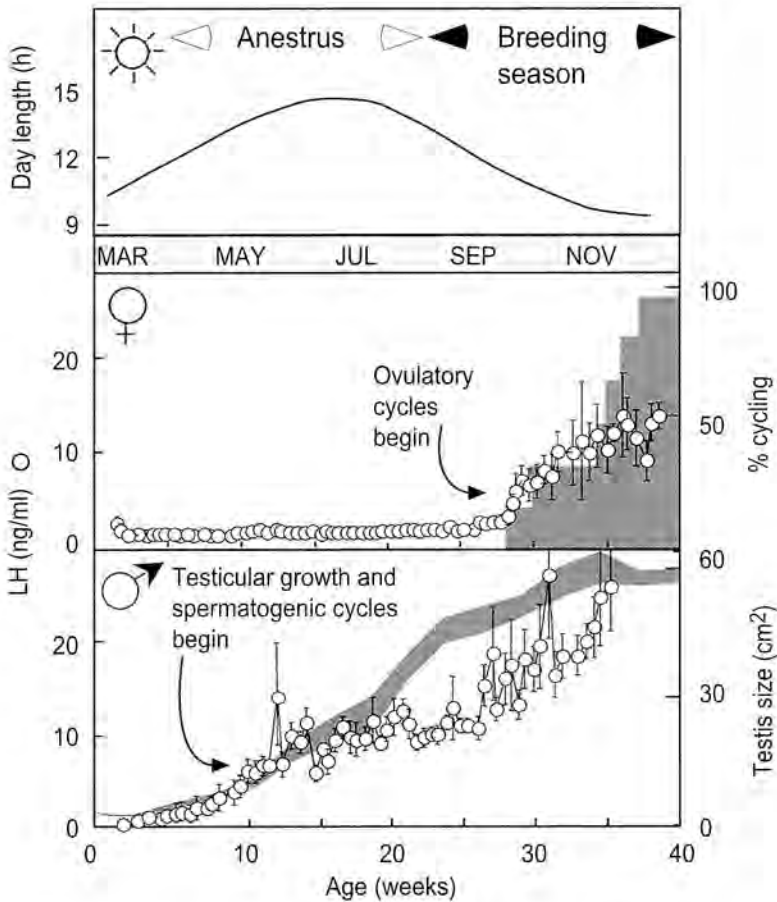 Anestrus
Breeding
season
Day length (h)
15
12
9
MAR MAY JUL SEP NOV
Ovulatory
cycles
begin
20
10
0
LH (ng/ml)
100
50
% cycling
Testicular growth and
spermatogenic cycles
begin
20
10
0
60
30
0
Testis size (cm²)
0 10 20 30 40
Age (weeks)